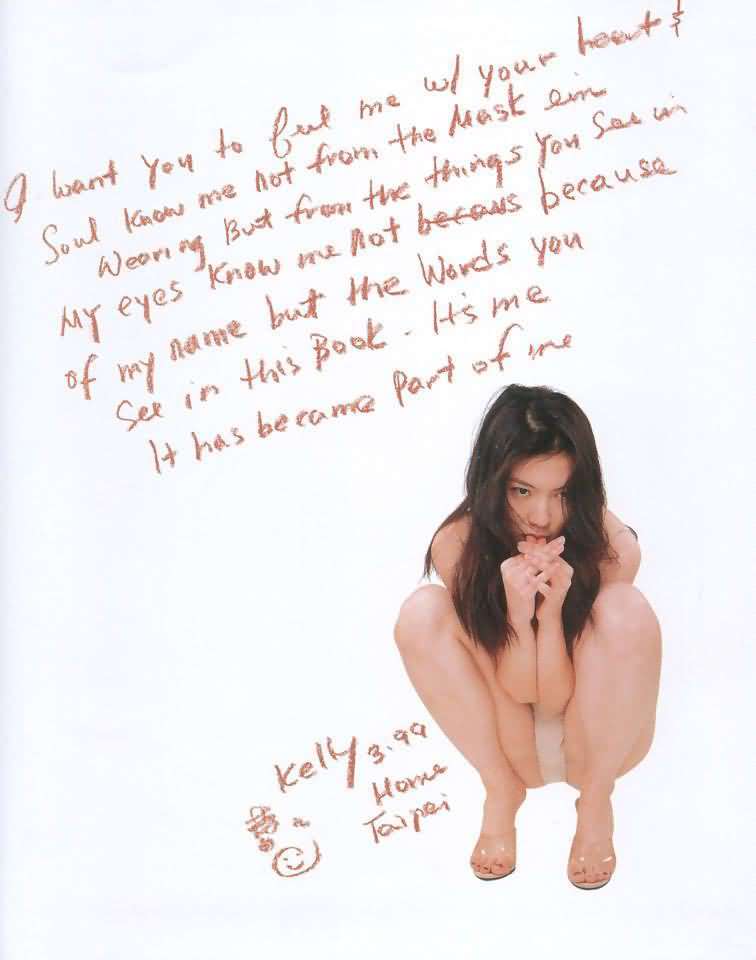 I want you to feel me w/ your heart &
Soul know me not from the Mask eim
Wearing But from the things you see in
My eyes know me not becaus because
of my name but the Words you
See in this Book. It's me
It has became part of me
Kelly 3.99
Home
Taipei